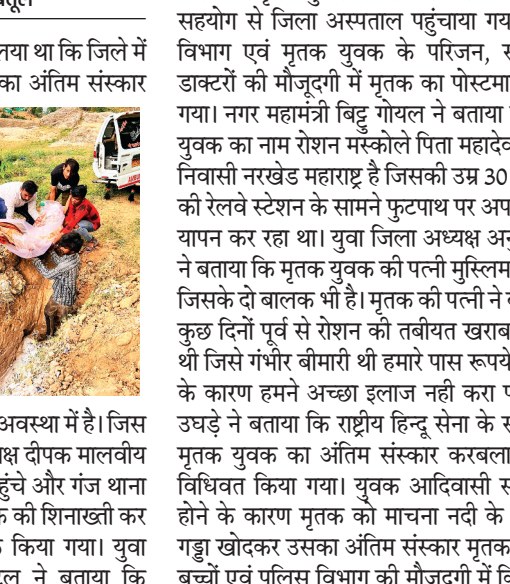 बैतूल
लया था कि जिले में
का अंतिम संस्कार
अवस्था में है। जिस
दीपक मालवीय
और गंज थाना
की शिनाख्ती कर
किया गया। युवा
ने बताया कि
सहयोग से जिला अस्पताल पहुंचाया
विभाग एवं मृतक युवक के परिजन,
डाक्टरों की मौजूदगी में मृतक का
गया। नगर महामंत्री बिट्टू गोयल ने बताया
युवक का नाम रोशन मस्कोले पिता
निवासी नरखेड महाराष्ट्र है जिसकी उम्र 30
की रेलवे स्टेशन के सामने फुटपाथ पर
यापन कर रहा था। युवा जिला अध्यक्ष
ने बताया कि मृतक युवक की पत्नी मुस्लिम
जिसके दो बालक भी है। मृतक की पत्नी ने
कुछ दिनों पूर्व से रोशन की तबीयत खराब
थी जिसे गंभीर बीमारी थी हमारे पास रूपये
के कारण हमने अच्छा इलाज नही करा
उघड़े ने बताया कि राष्ट्रीय हिन्दू सेना के
मृतक युवक का अंतिम संस्कार करबला
विधिवत किया गया। युवक आदिवासी
होने के कारण मृतक को माचना नदी के
गड्ढा खोदकर उसका अंतिम संस्कार मृतक
बच्चों एवं पुलिस विभाग की मौजूदगी में